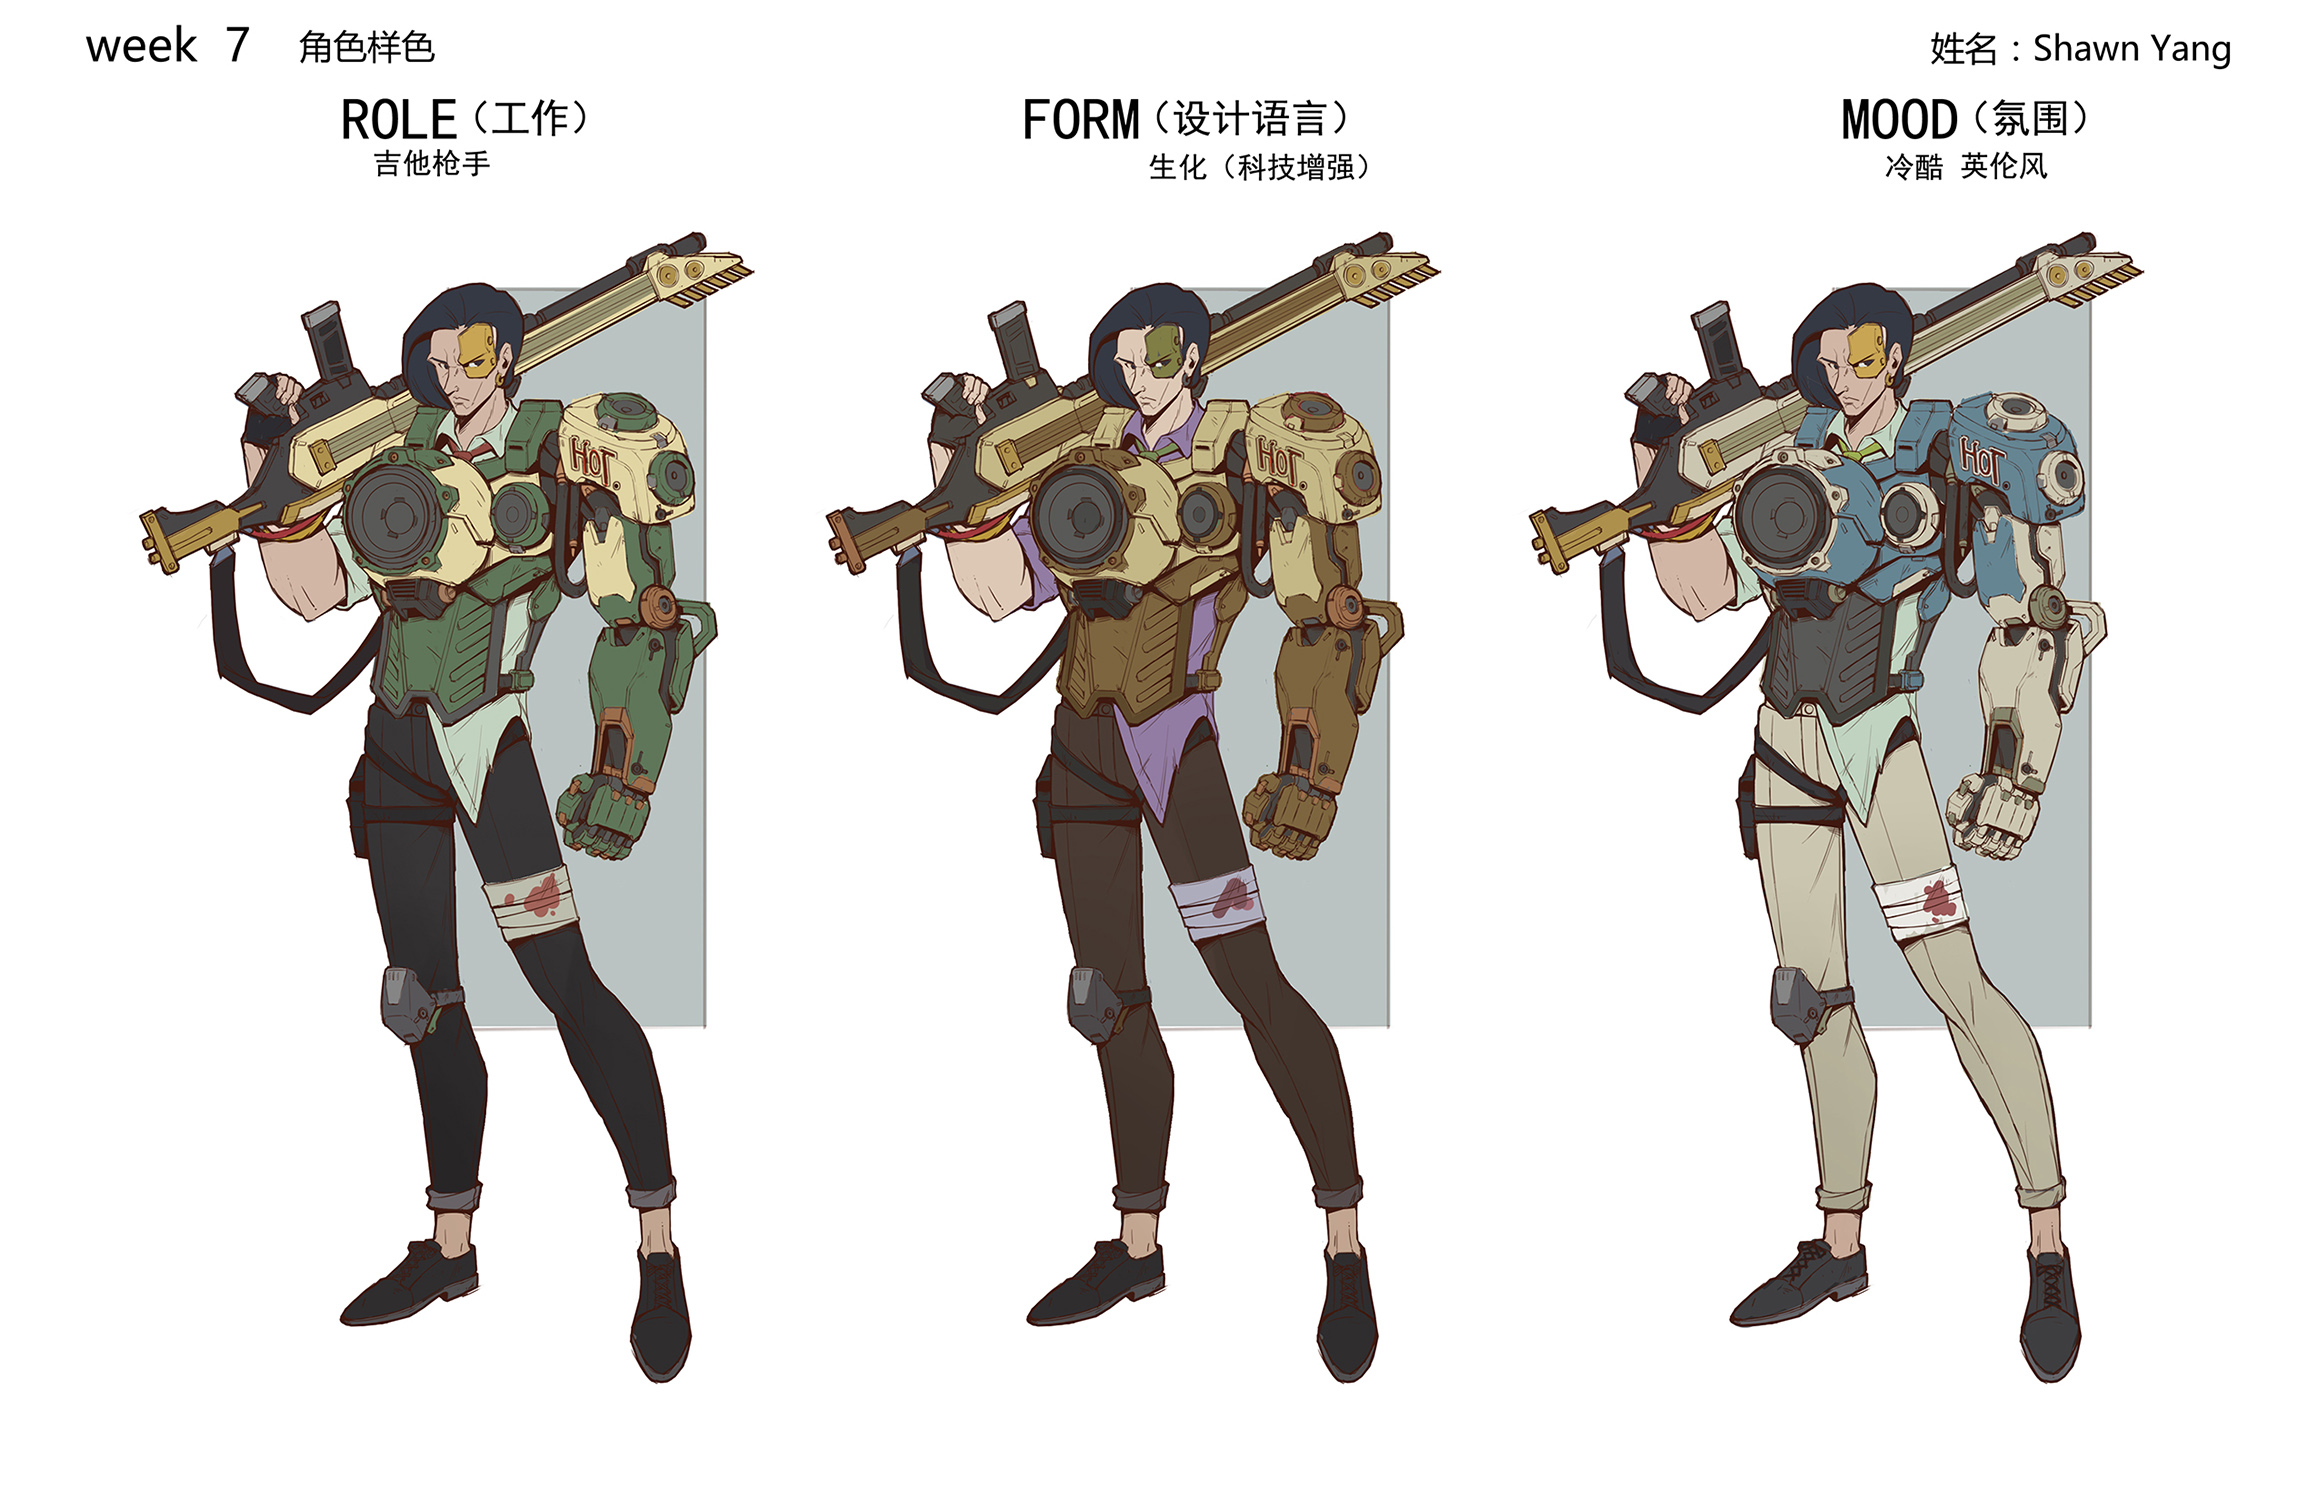 week 7 角色样色
姓名：Shawn Yang
ROLE（工作）
吉他枪手
FORM（设计语言）
生化（科技增强）
MOOD（氛围）
冷酷 英伦风
HOT
HOT
HOT